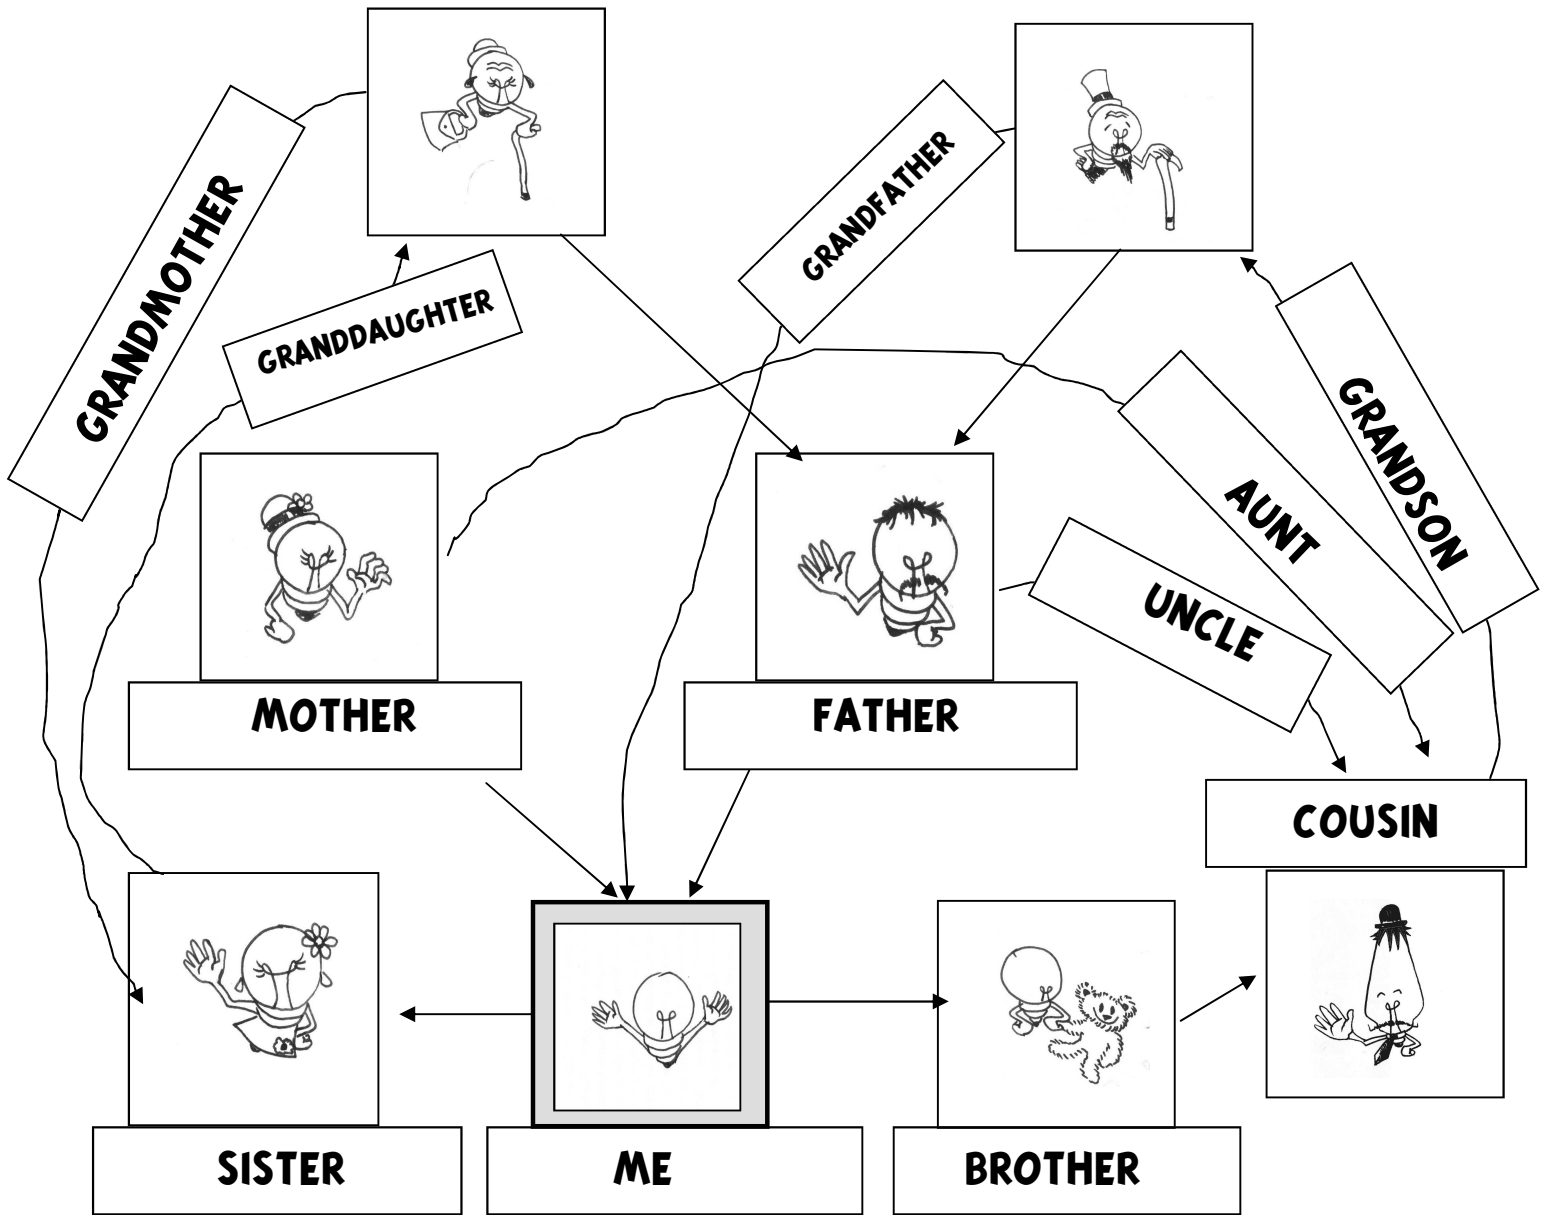 GRANDMOTHER
GRANDFATHER
GRANDDAUGHTER
GRANDSON
AUNT
UNCLE
MOTHER
FATHER
COUSIN
SISTER
ME
BROTHER